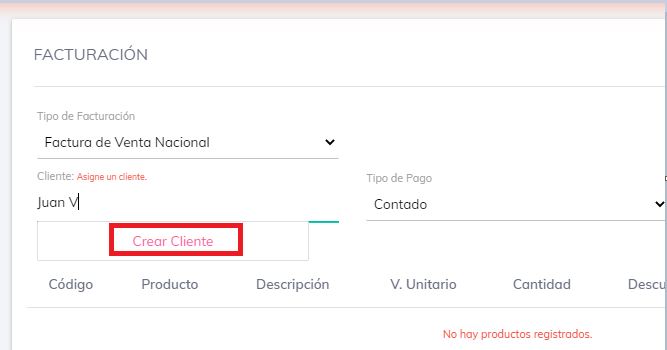 FACTURACIÓN
Tipo de Facturación
Factura de Venta Nacional
Cliente: Asigne un cliente.
Tipo de Pago
Juan V
Contado
Crear Cliente
Código Producto Descripción V. Unitario Cantidad Descu
No hay productos registrados.